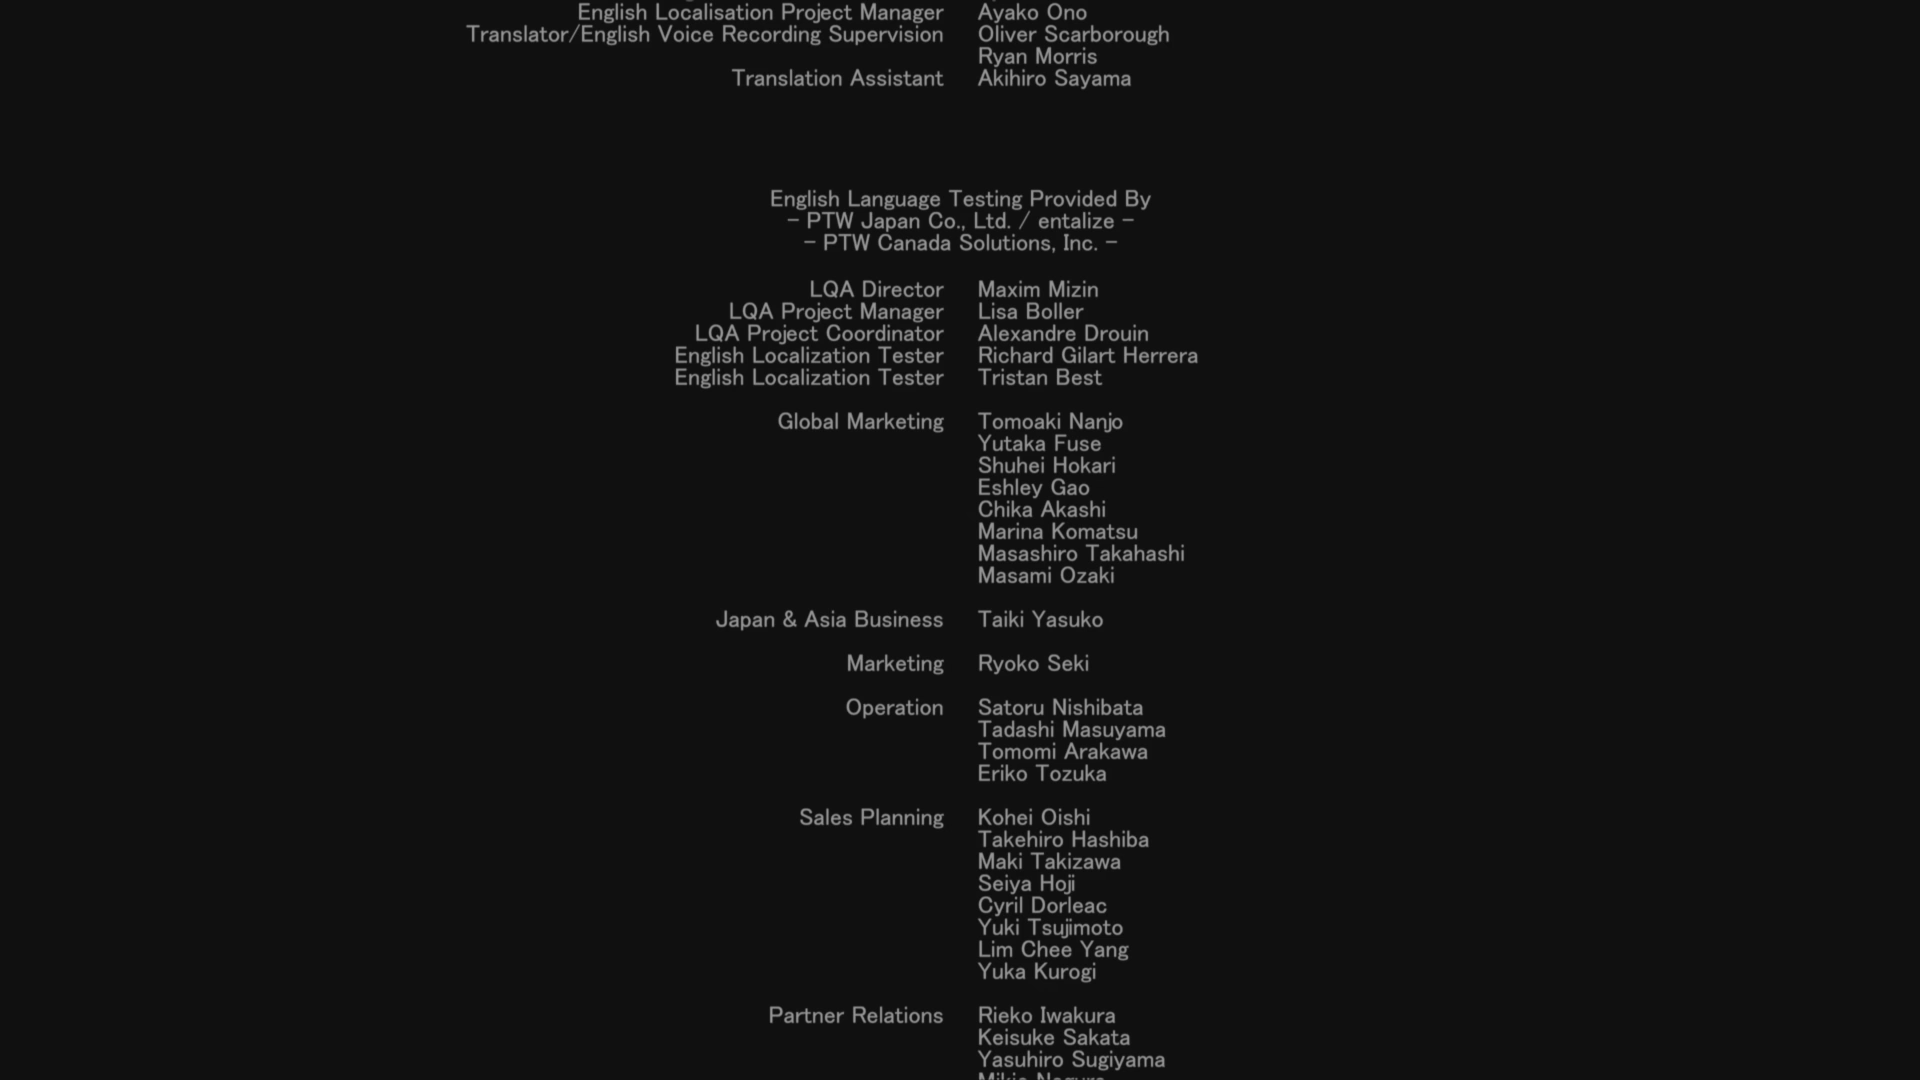 English Localisation Project Manager Ayako Ono
Translator/English Voice Recording Supervision Oliver Scarborough
Ryan Morris
Translation Assistant Akihiro Sayama
English Language Testing Provided By
- PTW Japan Co., Ltd. / entalize -
- PTW Canada Solutions, Inc. -
LQA Director Maxim Mizin
LQA Project Manager Lisa Boller
LQA Project Coordinator Alexandre Drouin
English Localization Tester Richard Gilart Herrera
English Localization Tester Tristan Best
Global Marketing Tomoaki Nanjo
Yutaka Fuse
Shuhei Hokari
Eshley Gao
Chika Akashi
Marina Komatsu
Masashiro Takahashi
Masami Ozaki
Japan & Asia Business Taiki Yasuko
Marketing Ryoko Seki
Operation Satoru Nishibata
Tadashi Masuyama
Tomomi Arakawa
Eriko Tozuka
Sales Planning Kohei Oishi
Takehiro Hashiba
Maki Takizawa
Seiya Hoji
Cyril Dorleac
Yuki Tsujimoto
Lim Chee Yang
Yuka Kurogi
Partner Relations Rieko Iwakura
Keisuke Sakata
Yasuhiro Sugiyama